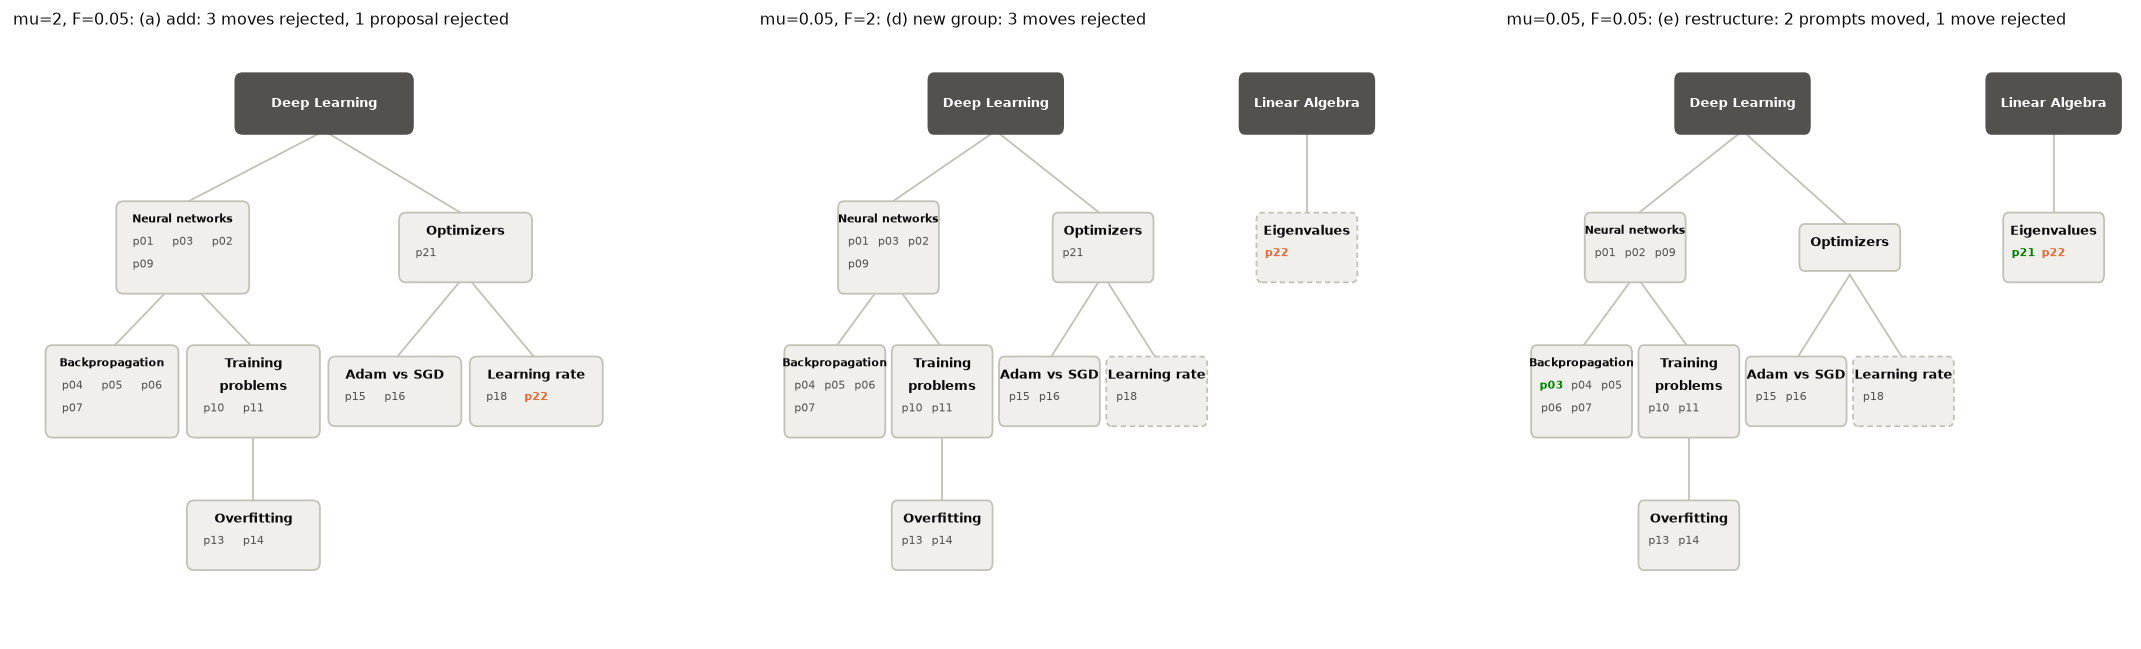 mu=2, F=0.05: (a) add: 3 moves rejected, 1 proposal rejected
Deep Learning
Neural networks
p01 p03 p02
p09
Optimizers
p21
Backpropagation
p04 p05 p06
p07
Training
problems
p10 p11
Adam vs SGD
p15 p16
Learning rate
p18 p22
Overfitting
p13 p14
mu=0.05, F=2: (d) new group: 3 moves rejected
Deep Learning
Linear Algebra
Neural networks
p01 p03 p02
p09
Optimizers
p21
Eigenvalues
p22
Backpropagation
p04 p05 p06
p07
Training
problems
p10 p11
Adam vs SGD
p15 p16
Learning rate
p18
Overfitting
p13 p14
mu=0.05, F=0.05: (e) restructure: 2 prompts moved, 1 move rejected
Deep Learning
Linear Algebra
Neural networks
p01 p02 p09
Optimizers
Eigenvalues
p21 p22
Backpropagation
p03 p04 p05
p06 p07
Training
problems
p10 p11
Adam vs SGD
p15 p16
Learning rate
p18
Overfitting
p13 p14